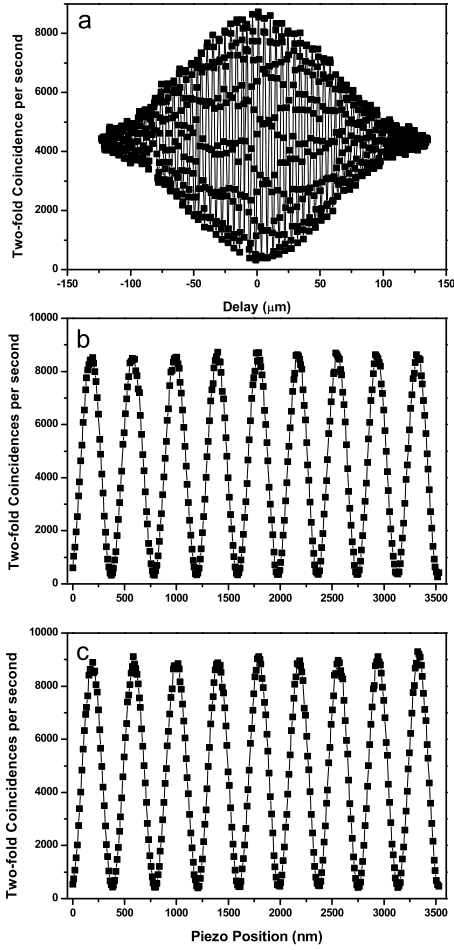 a
Two-fold Coincidence per second
8000
6000
4000
2000
0
-150 -100 -50 0 50 100 150
Delay (μm)
b
Two-fold Coincidences per second
10000
8000
6000
4000
2000
0
0 500 1000 1500 2000 2500 3000 3500
c
Two-fold Coincidences per second
10000
8000
6000
4000
2000
0
0 500 1000 1500 2000 2500 3000 3500
Piezo Position (nm)